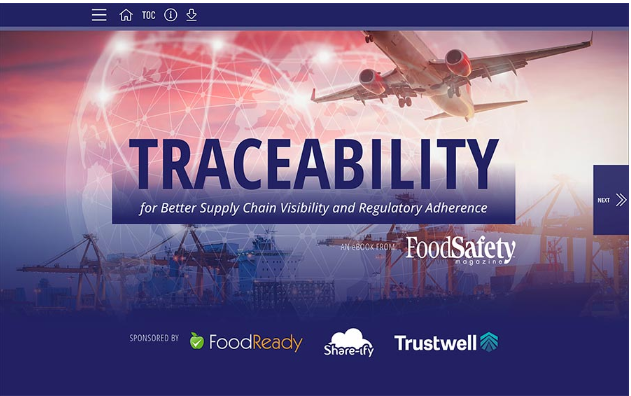 TOC
TRACEABILITY
for Better Supply Chain Visibility and Regulatory Adherence
NEXT
AN eBOOK FROM FoodSafety
magazine
SPONSORED BY FoodReady Share-ify Trustwell